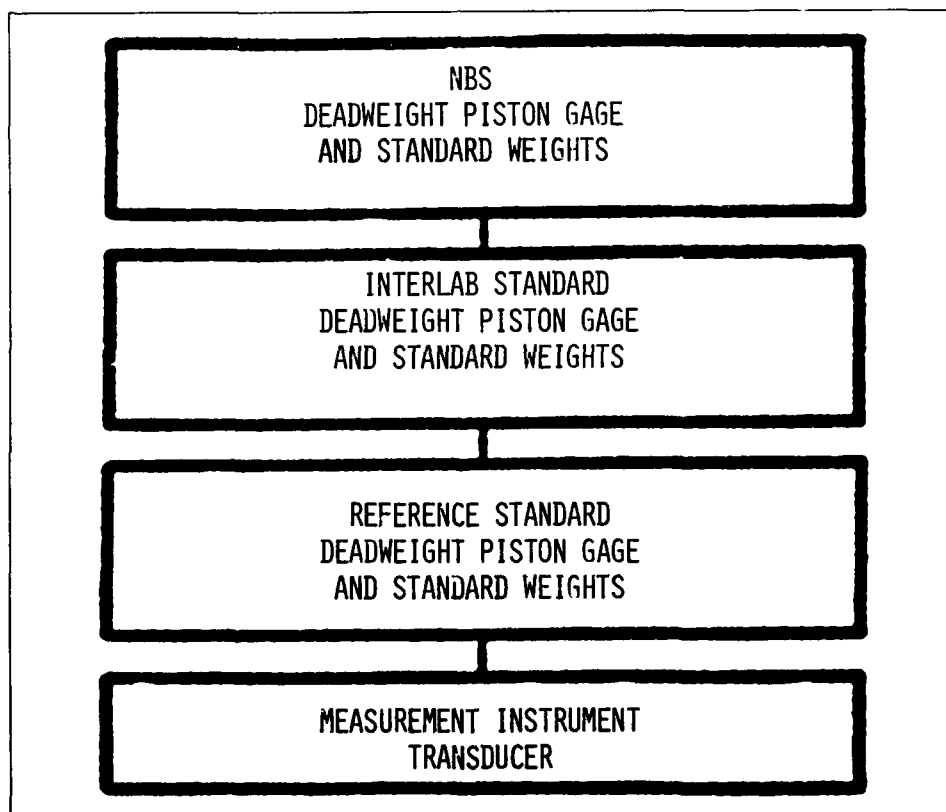 NBS
DEADWEIGHT PISTON GAGE
AND STANDARD WEIGHTS
INTERLAB STANDARD
DEADWEIGHT PISTON GAGE
AND STANDARD WEIGHTS
REFERENCE STANDARD
DEADWEIGHT PISTON GAGE
AND STANDARD WEIGHTS
MEASUREMENT INSTRUMENT
TRANSDUCER